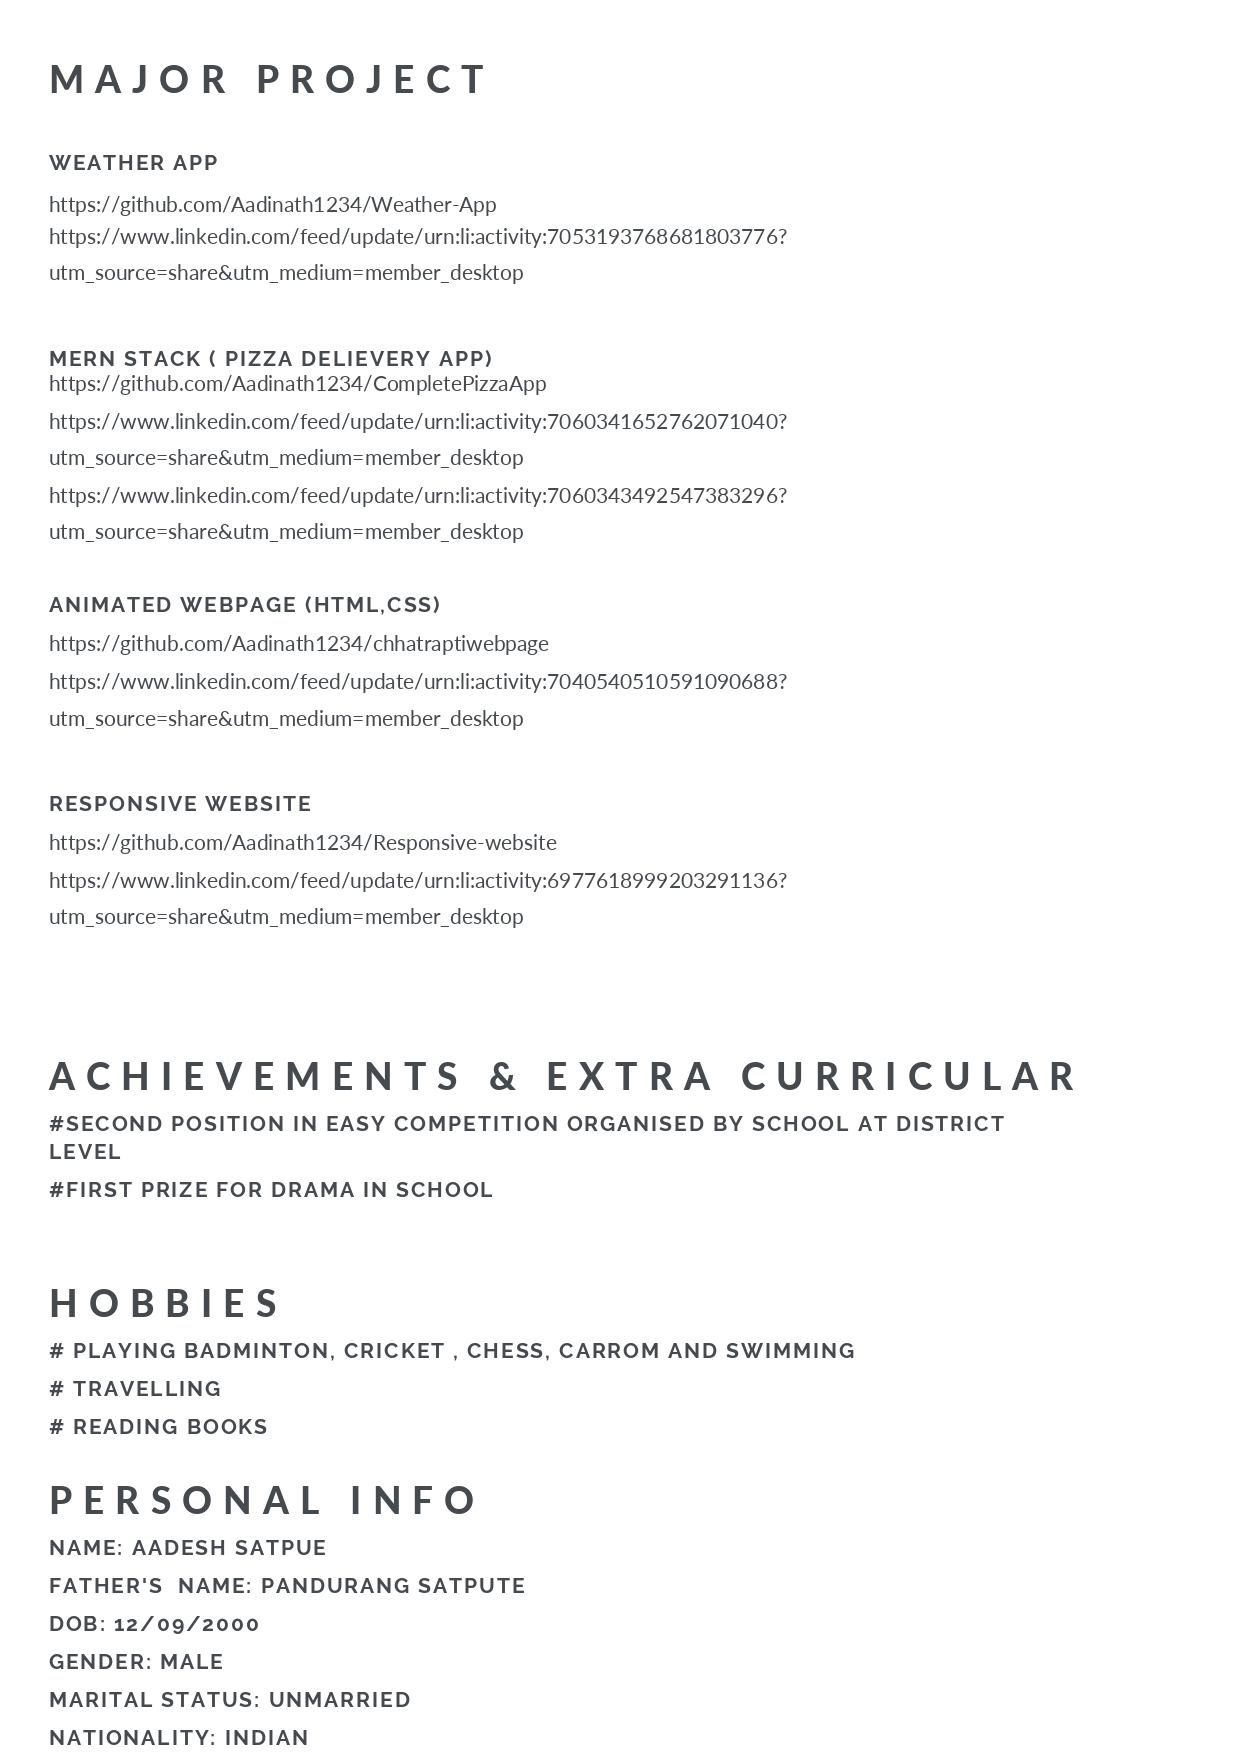 MAJOR PROJECT
WEATHER APP
https://github.com/Aadinath1234/Weather-App
https://www.linkedin.com/feed/update/urn:li:activity:7053193768681803776?
utm_source=share&utm_medium=member_desktop
MERN STACK ( PIZZA DELIEVERY APP)
https://github.com/Aadinath1234/CompletePizzaApp
https://www.linkedin.com/feed/update/urn:li:activity:7060341652762071040?
utm_source=share&utm_medium=member_desktop
https://www.linkedin.com/feed/update/urn:li:activity:7060343492547383296?
utm_source=share&utm_medium=member_desktop
ANIMATED WEBPAGE (HTML,CSS)
https://github.com/Aadinath1234/chhatraptiwebpage
https://www.linkedin.com/feed/update/urn:li:activity:7040540510591090688?
utm_source=share&utm_medium=member_desktop
RESPONSIVE WEBSITE
https://github.com/Aadinath1234/Responsive-website
https://www.linkedin.com/feed/update/urn:li:activity:6977618999203291136?
utm_source=share&utm_medium=member_desktop
ACHIEVEMENTS & EXTRA CURRICULAR
#SECOND POSITION IN EASY COMPETITION ORGANISED BY SCHOOL AT DISTRICT
LEVEL
#FIRST PRIZE FOR DRAMA IN SCHOOL
HOBBIES
# PLAYING BADMINTON, CRICKET , CHESS, CARROM AND SWIMMING
# TRAVELLING
# READING BOOKS
PERSONAL INFO
NAME: AADESH SATPUE
FATHER'S  NAME: PANDURANG SATPUTE
DOB: 12/09/2000
GENDER: MALE
MARITAL STATUS: UNMARRIED
NATIONALITY: INDIAN